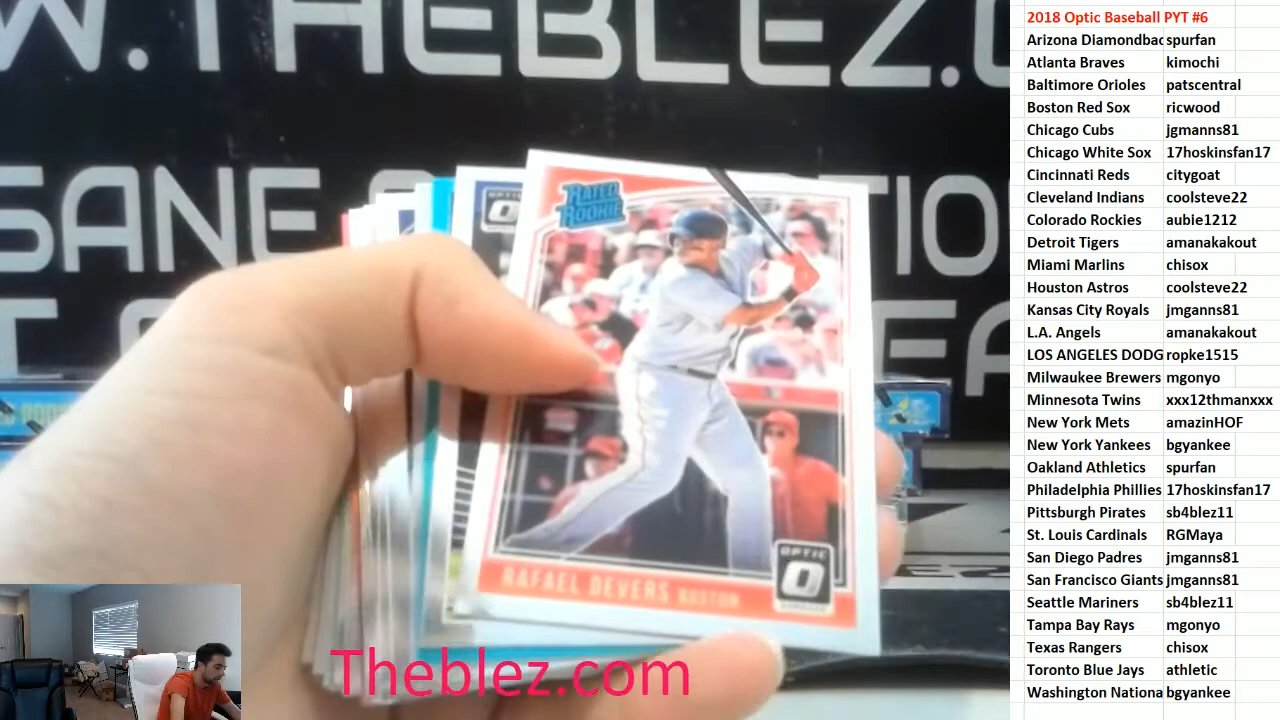 W.THEBLEZ.C
SANE
TION
RATED
ROOKIE
OPTIC
RAFAEL DEVERS BOSTON
OPTIC
Theblez.com
2018 Optic Baseball PYT #6
Arizona Diamondbac spurfan
Atlanta Braves kimochi
Baltimore Orioles patscentral
Boston Red Sox ricwood
Chicago Cubs jgmanns81
Chicago White Sox 17hoskinsfan17
Cincinnati Reds citygoat
Cleveland Indians coolsteve22
Colorado Rockies aubie1212
Detroit Tigers amanakakout
Miami Marlins chisox
Houston Astros coolsteve22
Kansas City Royals Jmganns81
L.A. Angels amanakakout
LOS ANGELES DODG ropke1515
Milwaukee Brewers mgonyo
Minnesota Twins xxx12thmanxxx
New York Mets amazinHOF
New York Yankees bgyankee
Oakland Athletics spurfan
Philadelphia Phillies 17hoskinsfan17
Pittsburgh Pirates sb4blez11
St. Louis Cardinals RGMaya
San Diego Padres jmganns81
San Francisco Giants jmganns81
Seattle Mariners sb4blez11
Tampa Bay Rays mgonyo
Texas Rangers chisox
Toronto Blue Jays athletic
Washington Nationa bgyankee